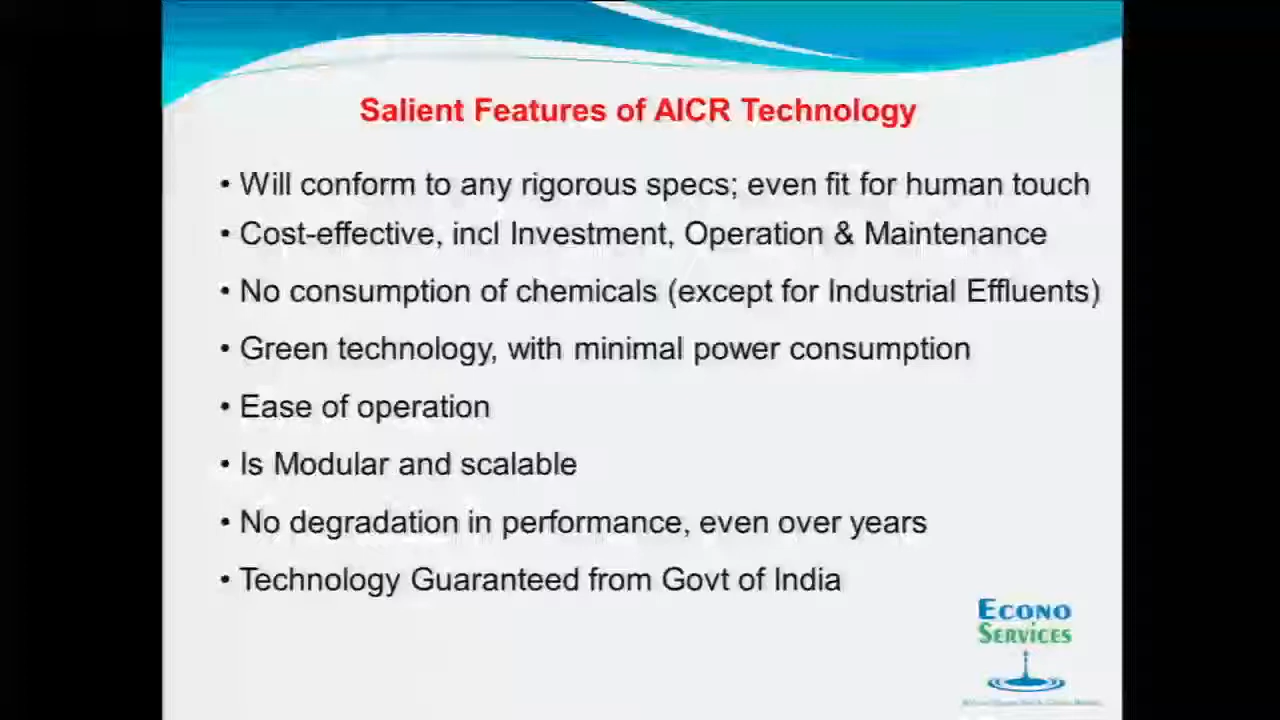 Salient Features of AICR Technology
• Will conform to any rigorous specs; even fit for human touch
• Cost-effective, incl Investment, Operation & Maintenance
• No consumption of chemicals (except for Industrial Effluents)
• Green technology, with minimal power consumption
• Ease of operation
• Is Modular and scalable
• No degradation in performance, even over years
• Technology Guaranteed from Govt of India
ECONO
SERVICES